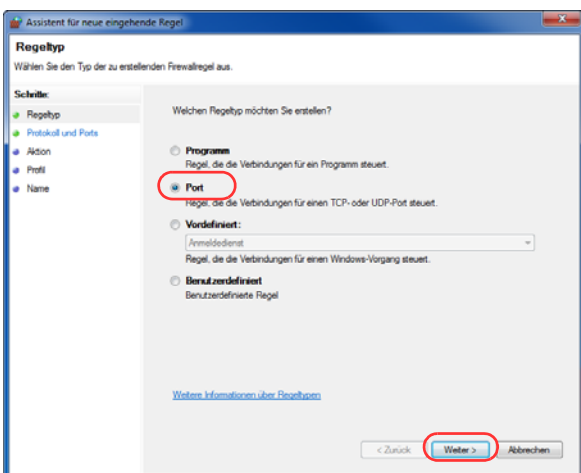 Assistent für neue eingehende Regel
Regeltyp
Wählen Sie den Typ der zu erstellenden Firewallregel aus.
Schritte:
Regeltyp
Protokoll und Ports
Aktion
Profil
Name
Welchen Regeltyp möchten Sie erstellen?
Programm
Regel, die die Verbindungen für ein Programm steuert.
Port
Regel, die die Verbindungen für einen TCP- oder UDP-Port steuert.
Vordefiniert:
Anmeldedienst
Regel, die die Verbindungen für einen Windows-Vorgang steuert.
Benutzerdefiniert
Benutzerdefinierte Regel
Weitere Informationen über Regeltypen
< Zurück
Weiter >
Abbrechen